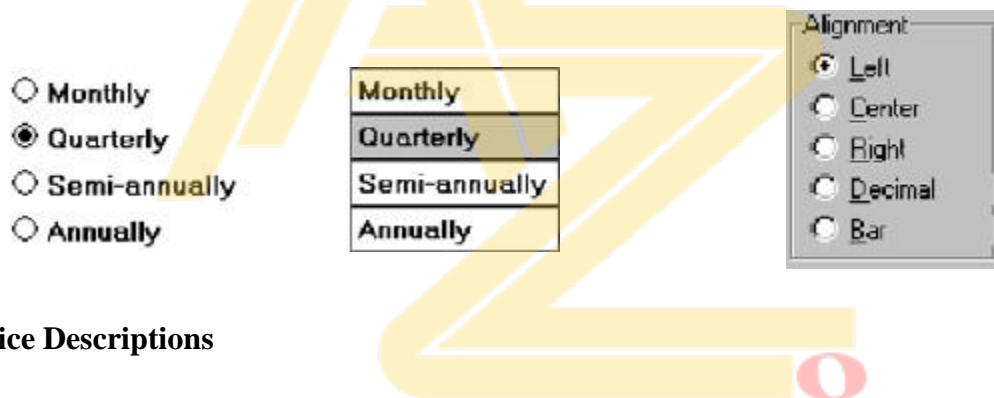 Monthly
Quarterly
Semi-annually
Annually
Monthly
Quarterly
Semi-annually
Annually
Alignment
Left
Center
Right
Decimal
Bar
ice Descriptions